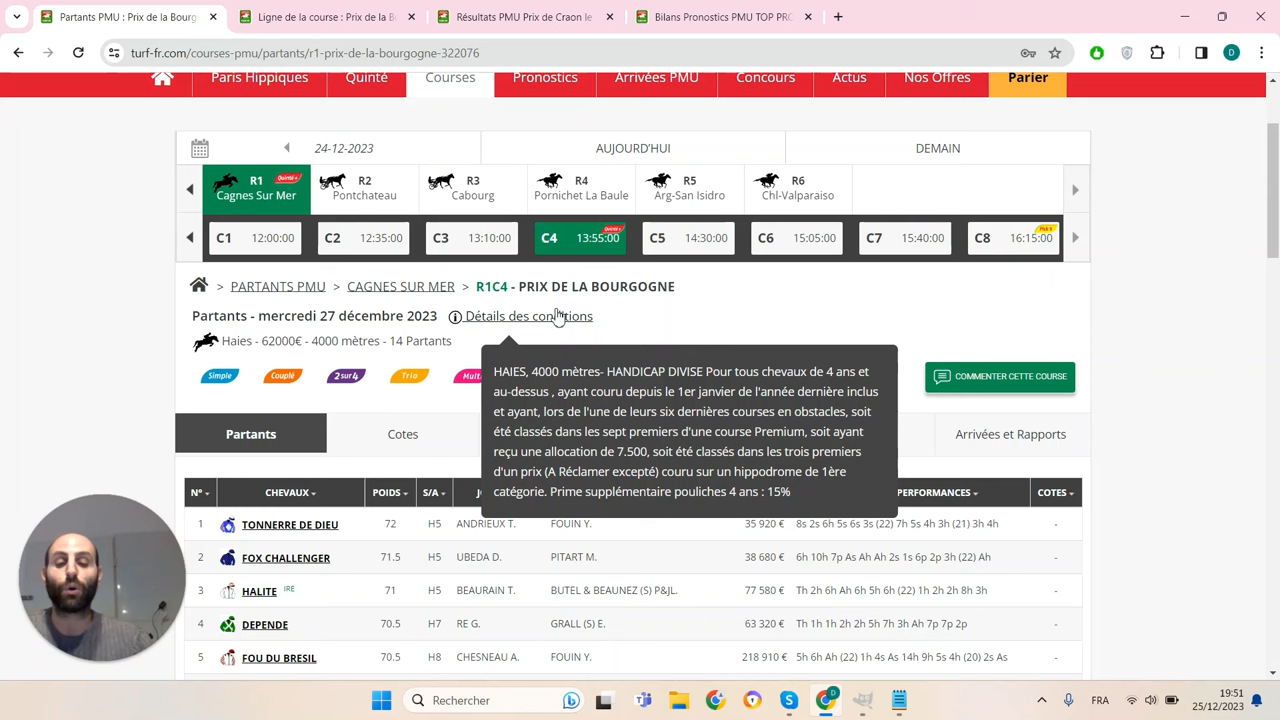 Partants PMU : Prix de la Bourg
Ligne de la course : Prix de la B
Résultats PMU Prix de Craon le
Bilans Pronostics PMU TOP PRO
turf-fr.com/courses-pmu/partants/r1-prix-de-la-bourgogne-322076
D
Paris Hippiques
Quinté
Courses
Pronostics
Arrivées PMU
Concours
Actus
Nos Offres
Parier
24-12-2023
AUJOURD'HUI
DEMAIN
R1 Quinté+
Cagnes Sur Mer
R2
Pontchateau
R3
Cabourg
R4
Pornichet La Baule
R5
Arg-San Isidro
R6
Chl-Valparaiso
C1 12:00:00
C2 12:35:00
C3 13:10:00
C4 13:55:00 Quinté+
C5 14:30:00
C6 15:05:00
C7 15:40:00
C8 16:15:00 Pick 5
> PARTANTS PMU > CAGNES SUR MER > R1C4 - PRIX DE LA BOURGOGNE
Partants - mercredi 27 décembre 2023 Détails des conditions
Haies - 62000€ - 4000 mètres - 14 Partants
Simple Couplé 2sur4 Trio Mult
HAIES, 4000 mètres- HANDICAP DIVISE Pour tous chevaux de 4 ans et
au-dessus , ayant couru depuis le 1er janvier de l'année dernière inclus
et ayant, lors de l'une de leurs six dernières courses en obstacles, soit
été classés dans les sept premiers d'une course Premium, soit ayant
reçu une allocation de 7.500, soit été classés dans les trois premiers
d'un prix (A Réclamer excepté) couru sur un hippodrome de 1ère
catégorie. Prime supplémentaire pouliches 4 ans : 15%
COMMENTER CETTE COURSE
Partants
Cotes
Arrivées et Rapports
N° CHEVAUX POIDS S/A PERFORMANCES COTES
1 TONNERRE DE DIEU 72 H5 ANDRIEUX T. FOUIN Y. 35 920 € 8s 2s 6h 5s 6s 3s (22) 7h 5s 4h 3h (21) 3h 4h -
2 FOX CHALLENGER 71.5 H5 UBEDA D. PITART M. 38 680 € 6h 10h 7p As Ah Ah 2s 1s 6p 2p 3h (22) Ah -
3 HALITE IRE 71 H5 BEAURAIN T. BUTEL & BEAUNEZ (S) P&JL. 77 580 € Th 2h 6h Ah 6h 5h 6h (22) 1h 2h 2h 8h 3h -
4 DEPENDE 70.5 H7 RE G. GRALL (S) E. 63 320 € Th 1h 1h 2h 2h 5h 7h 3h Ah 7p 7p 2p -
5 FOU DU BRESIL 70.5 H8 CHESNEAU A. FOUIN Y. 218 910 € 5h 6h Ah (22) 1h 4s As 14h 9h 5s 4h (20) 2s As -
Rechercher
FRA
19:51
25/12/2023